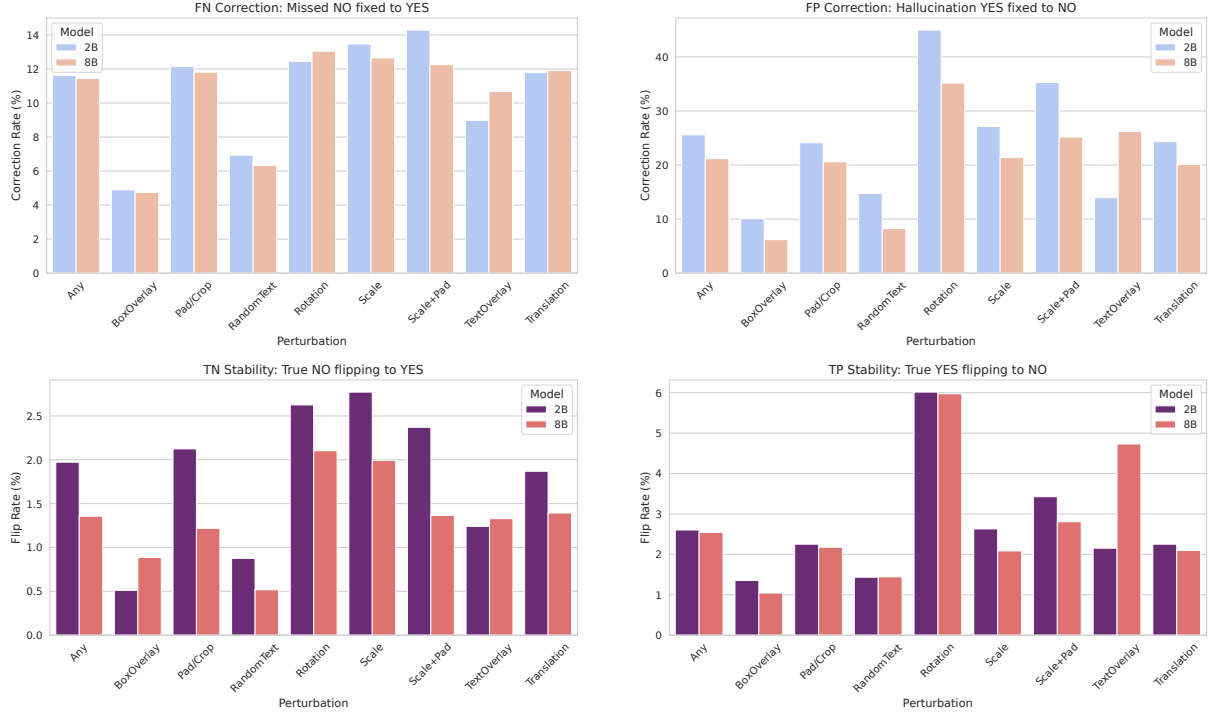 FN Correction: Missed NO fixed to YES
Model
2B
8B
Correction Rate (%)
14
12
10
8
6
4
2
0
Any
BoxOverlay
Pad/Crop
RandomText
Rotation
Scale
Scale+Pad
TextOverlay
Translation
Perturbation
FP Correction: Hallucination YES fixed to NO
Model
2B
8B
Correction Rate (%)
40
30
20
10
0
Any
BoxOverlay
Pad/Crop
RandomText
Rotation
Scale
Scale+Pad
TextOverlay
Translation
Perturbation
TN Stability: True NO flipping to YES
Model
2B
8B
Flip Rate (%)
2.5
2.0
1.5
1.0
0.5
0.0
Any
BoxOverlay
Pad/Crop
RandomText
Rotation
Scale
Scale+Pad
TextOverlay
Translation
Perturbation
TP Stability: True YES flipping to NO
Model
2B
8B
Flip Rate (%)
6
5
4
3
2
1
0
Any
BoxOverlay
Pad/Crop
RandomText
Rotation
Scale
Scale+Pad
TextOverlay
Translation
Perturbation